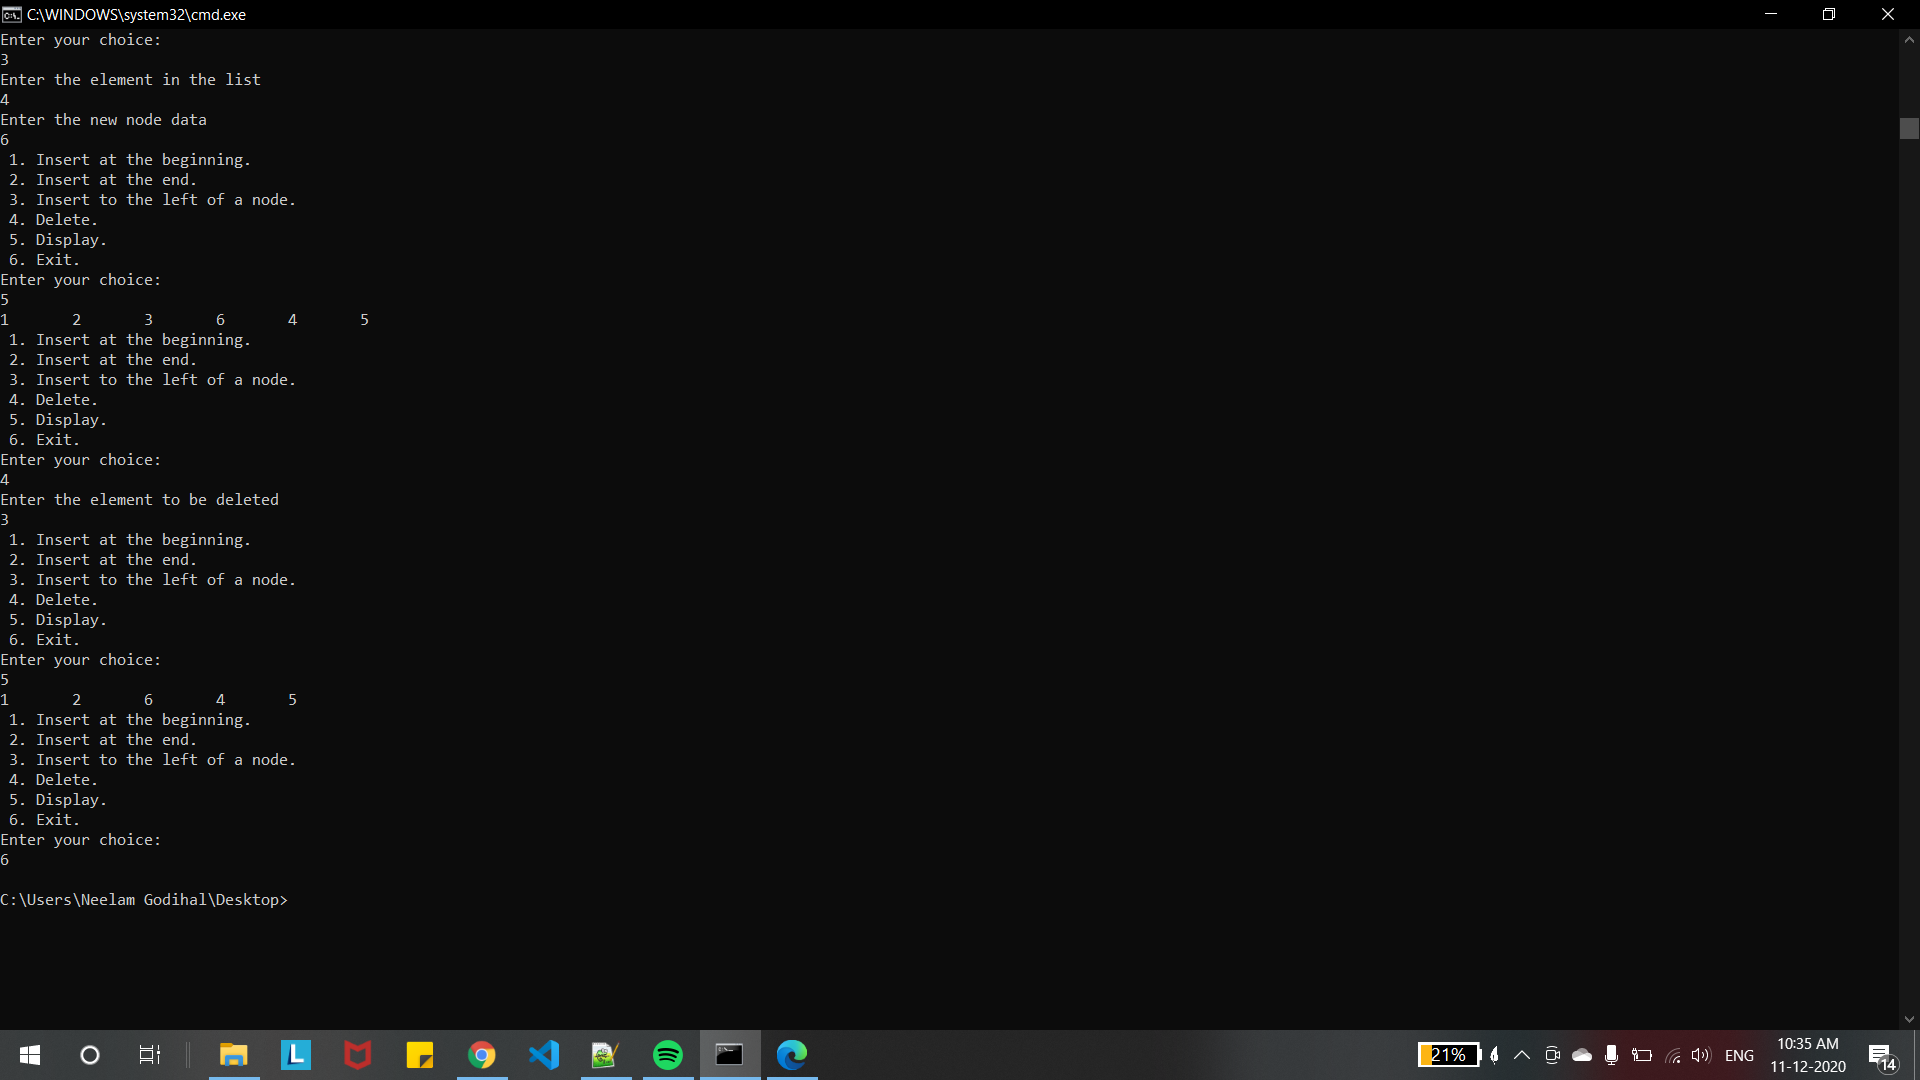 C:\WINDOWS\system32\cmd.exe
Enter your choice:
3
Enter the element in the list
4
Enter the new node data
6
 1. Insert at the beginning.
 2. Insert at the end.
 3. Insert to the left of a node.
 4. Delete.
 5. Display.
 6. Exit.
Enter your choice:
5
1       2       3       6       4       5
 1. Insert at the beginning.
 2. Insert at the end.
 3. Insert to the left of a node.
 4. Delete.
 5. Display.
 6. Exit.
Enter your choice:
4
Enter the element to be deleted
3
 1. Insert at the beginning.
 2. Insert at the end.
 3. Insert to the left of a node.
 4. Delete.
 5. Display.
 6. Exit.
Enter your choice:
5
1       2       6       4       5
 1. Insert at the beginning.
 2. Insert at the end.
 3. Insert to the left of a node.
 4. Delete.
 5. Display.
 6. Exit.
Enter your choice:
6
C:\Users\Neelam Godihal\Desktop>
L
21%
ENG
10:35 AM
11-12-2020
14